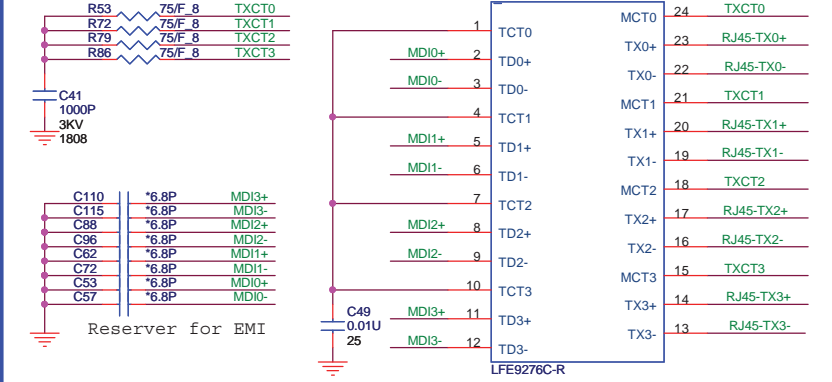 R53 75/F_8 TXCT0
R72 75/F_8 TXCT1
R79 75/F_8 TXCT2
R86 75/F_8 TXCT3
C41
1000P
3KV
1808
C110 *6.8P MDI3+
C115 *6.8P MDI3-
C88 *6.8P MDI2+
C96 *6.8P MDI2-
C62 *6.8P MDI1+
C72 *6.8P MDI1-
C53 *6.8P MDI0+
C57 *6.8P MDI0-
Reserver for EMI
1 TCT0
MDI0+ 2 TD0+
MDI0- 3 TD0-
4 TCT1
MDI1+ 5 TD1+
MDI1- 6 TD1-
7 TCT2
MDI2+ 8 TD2+
MDI2- 9 TD2-
10 TCT3
MDI3+ 11 TD3+
MDI3- 12 TD3-
C49
0.01U
25
MCT0 24 TXCT0
TX0+ 23 RJ45-TX0+
TX0- 22 RJ45-TX0-
MCT1 21 TXCT1
TX1+ 20 RJ45-TX1+
TX1- 19 RJ45-TX1-
MCT2 18 TXCT2
TX2+ 17 RJ45-TX2+
TX2- 16 RJ45-TX2-
MCT3 15 TXCT3
TX3+ 14 RJ45-TX3+
TX3- 13 RJ45-TX3-
LFE9276C-R